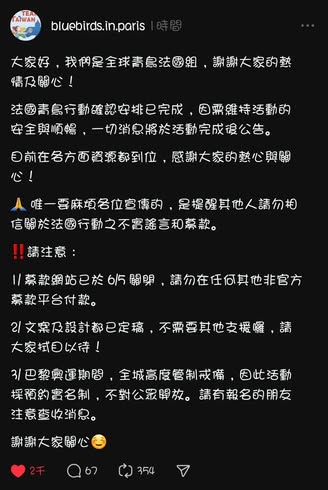 TEAM TAIWAN
bluebirds.in.paris 1時間
大家好，我們是全球青鳥法國組，謝謝大家的熱
情及關心！
法國青鳥行動確認安排已完成，因需維持活動的
安全與順暢，一切消息將於活動完成後公告。
目前在各方面資源都到位，感謝大家的熱心與關
心！
🙏 唯一要麻煩各位宣傳的，是提醒其他人請勿相
信關於法國行動之不實謠言和募款。
‼️請注意：
1/ 募款網站已於 6/5 關閉，請勿在任何其他非官方
募款平台付款。
2/ 文案及設計都已定稿，不需要其他支援囉，請
大家拭目以待！
3/ 巴黎奧運期間，全城高度管制戒備，因此活動
採預約實名制，不對公眾開放。請有報名的朋友
注意查收消息。
謝謝大家關心☺️
2千 67 354